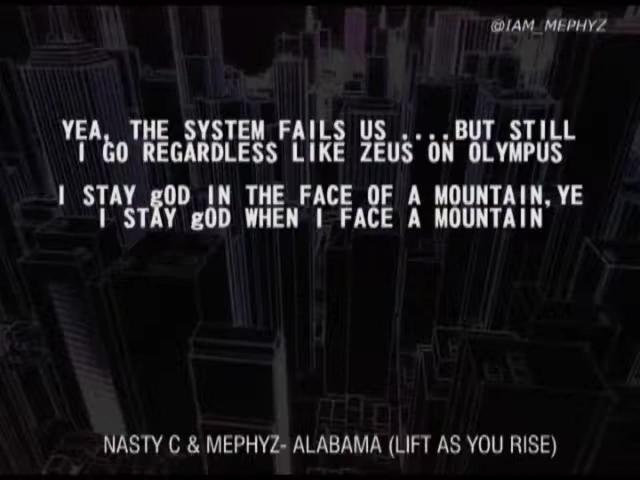 @IAM_MEPHYZ
YEA, THE SYSTEM FAILS US ....BUT STILL
I GO REGARDLESS LIKE ZEUS ON OLYMPUS
I STAY gOD IN THE FACE OF A MOUNTAIN, YE
I STAY gOD WHEN I FACE A MOUNTAIN
NASTY C & MEPHYZ- ALABAMA (LIFT AS YOU RISE)